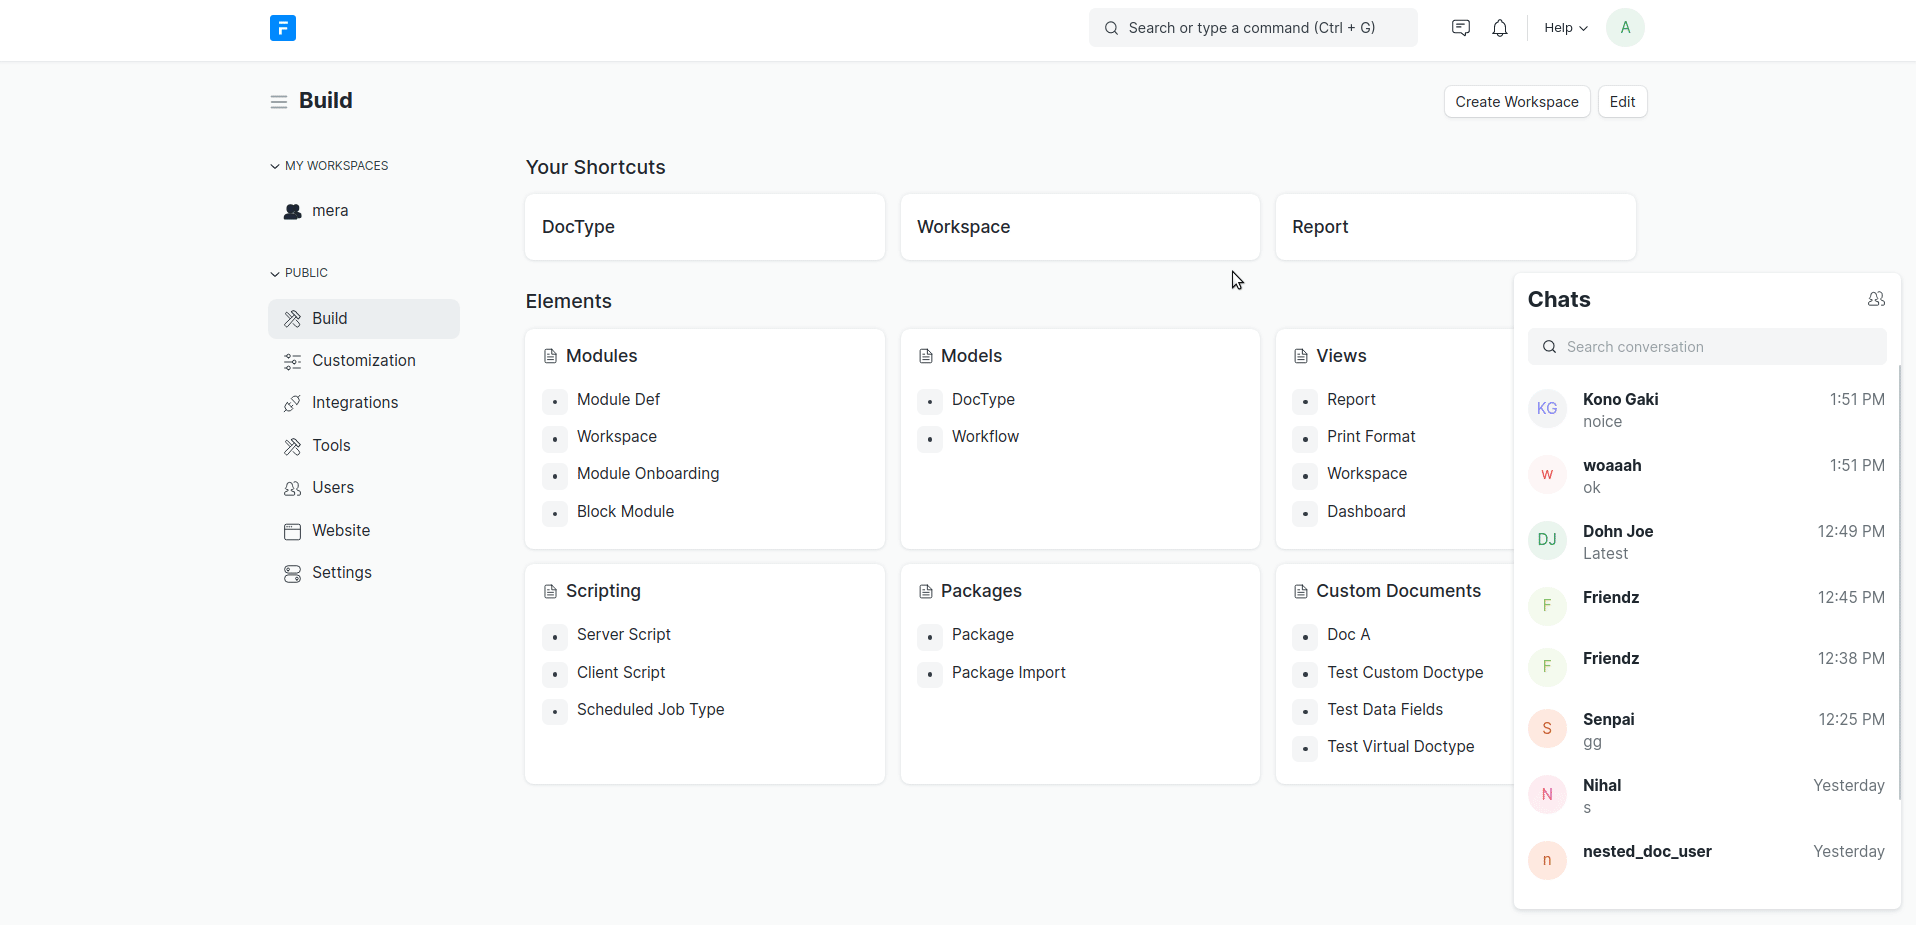 F
Search or type a command (Ctrl + G)
Help
A
Build
Create Workspace
Edit
MY WORKSPACES
mera
PUBLIC
Build
Customization
Integrations
Tools
Users
Website
Settings
Your Shortcuts
DocType
Workspace
Report
Elements
Modules
Module Def
Workspace
Module Onboarding
Block Module
Models
DocType
Workflow
Views
Report
Print Format
Workspace
Dashboard
Scripting
Server Script
Client Script
Scheduled Job Type
Packages
Package
Package Import
Custom Documents
Doc A
Test Custom Doctype
Test Data Fields
Test Virtual Doctype
Chats
Search conversation
KG Kono Gaki 1:51 PM
noice
w woaaah 1:51 PM
ok
DJ Dohn Joe 12:49 PM
Latest
F Friendz 12:45 PM
F Friendz 12:38 PM
S Senpai 12:25 PM
gg
N Nihal Yesterday
s
n nested_doc_user Yesterday